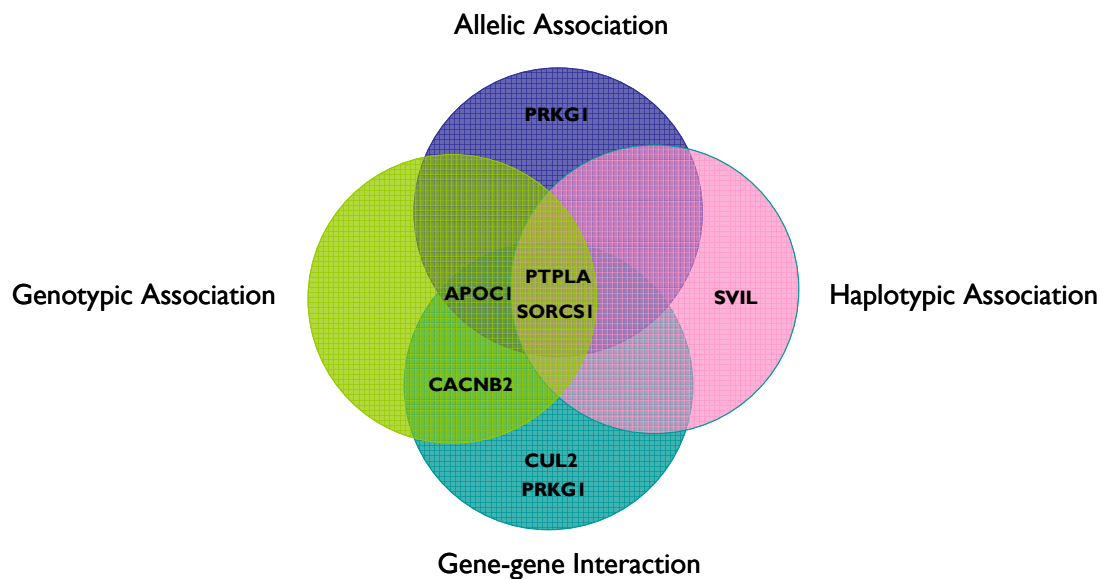 Allelic Association
PRKG1
Genotypic Association
APOC1
PTPLA
SORCS1
SVIL
Haplotypic Association
CACNB2
CUL2
PRKG1
Gene-gene Interaction